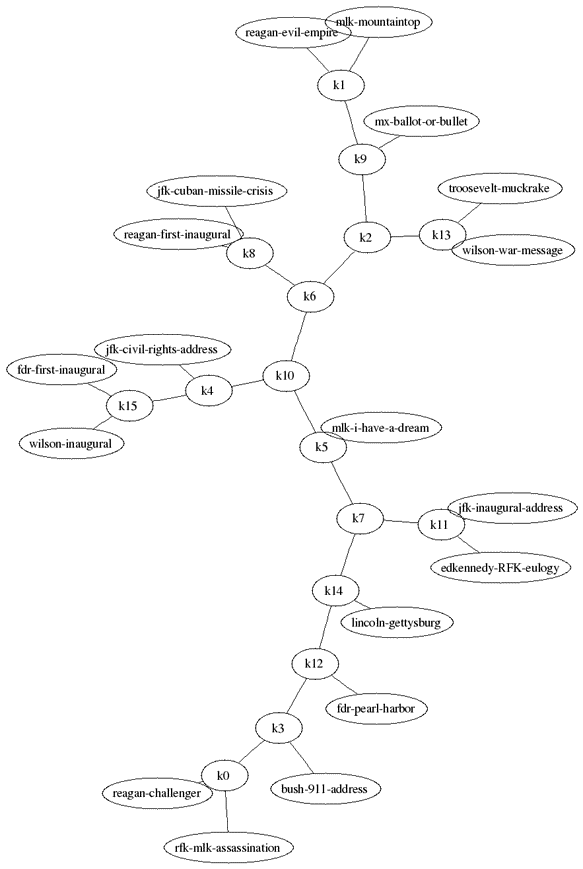 mlk-mountaintop
reagan-evil-empire
k1
mx-ballot-or-bullet
k9
jfk-cuban-missile-crisis
troosevelt-muckrake
reagan-first-inaugural
k2
k13
k8
wilson-war-message
k6
jfk-civil-rights-address
fdr-first-inaugural
k10
k4
k15
mlk-i-have-a-dream
wilson-inaugural
k5
jfk-inaugural-address
k7
k11
edkennedy-RFK-eulogy
k14
lincoln-gettysburg
k12
fdr-pearl-harbor
k3
k0
bush-911-address
reagan-challenger
rfk-mlk-assassination